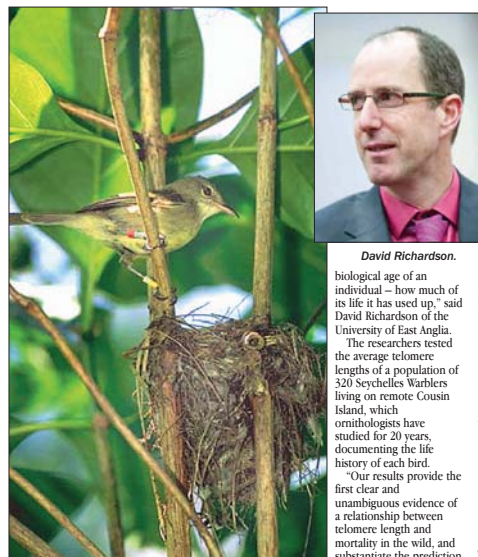 David Richardson.
biological age of an
individual – how much of
its life it has used up,” said
David Richardson of the
University of East Anglia.
The researchers tested
the average telomere
lengths of a population of
320 Seychelles Warblers
living on remote Cousin
Island, which
ornithologists have
studied for 20 years,
documenting the life
history of each bird.
“Our results provide the
first clear and
unambiguous evidence of
a relationship between
telomere length and
mortality in the wild, and
substantiate the prediction